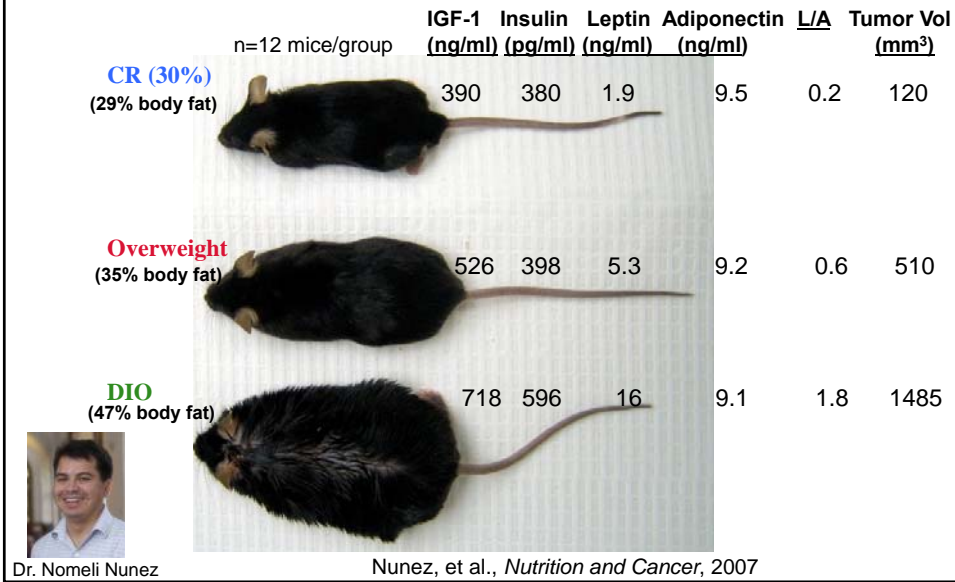 IGF-1 Insulin Leptin Adiponectin L/A Tumor Vol
n=12 mice/group (ng/ml) (pg/ml) (ng/ml) (ng/ml) (mm³)
CR (30%)
(29% body fat) 390 380 1.9 9.5 0.2 120
Overweight
(35% body fat) 526 398 5.3 9.2 0.6 510
DIO
(47% body fat) 718 596 16 9.1 1.8 1485
Dr. Nomeli Nunez
Nunez, et al., Nutrition and Cancer, 2007